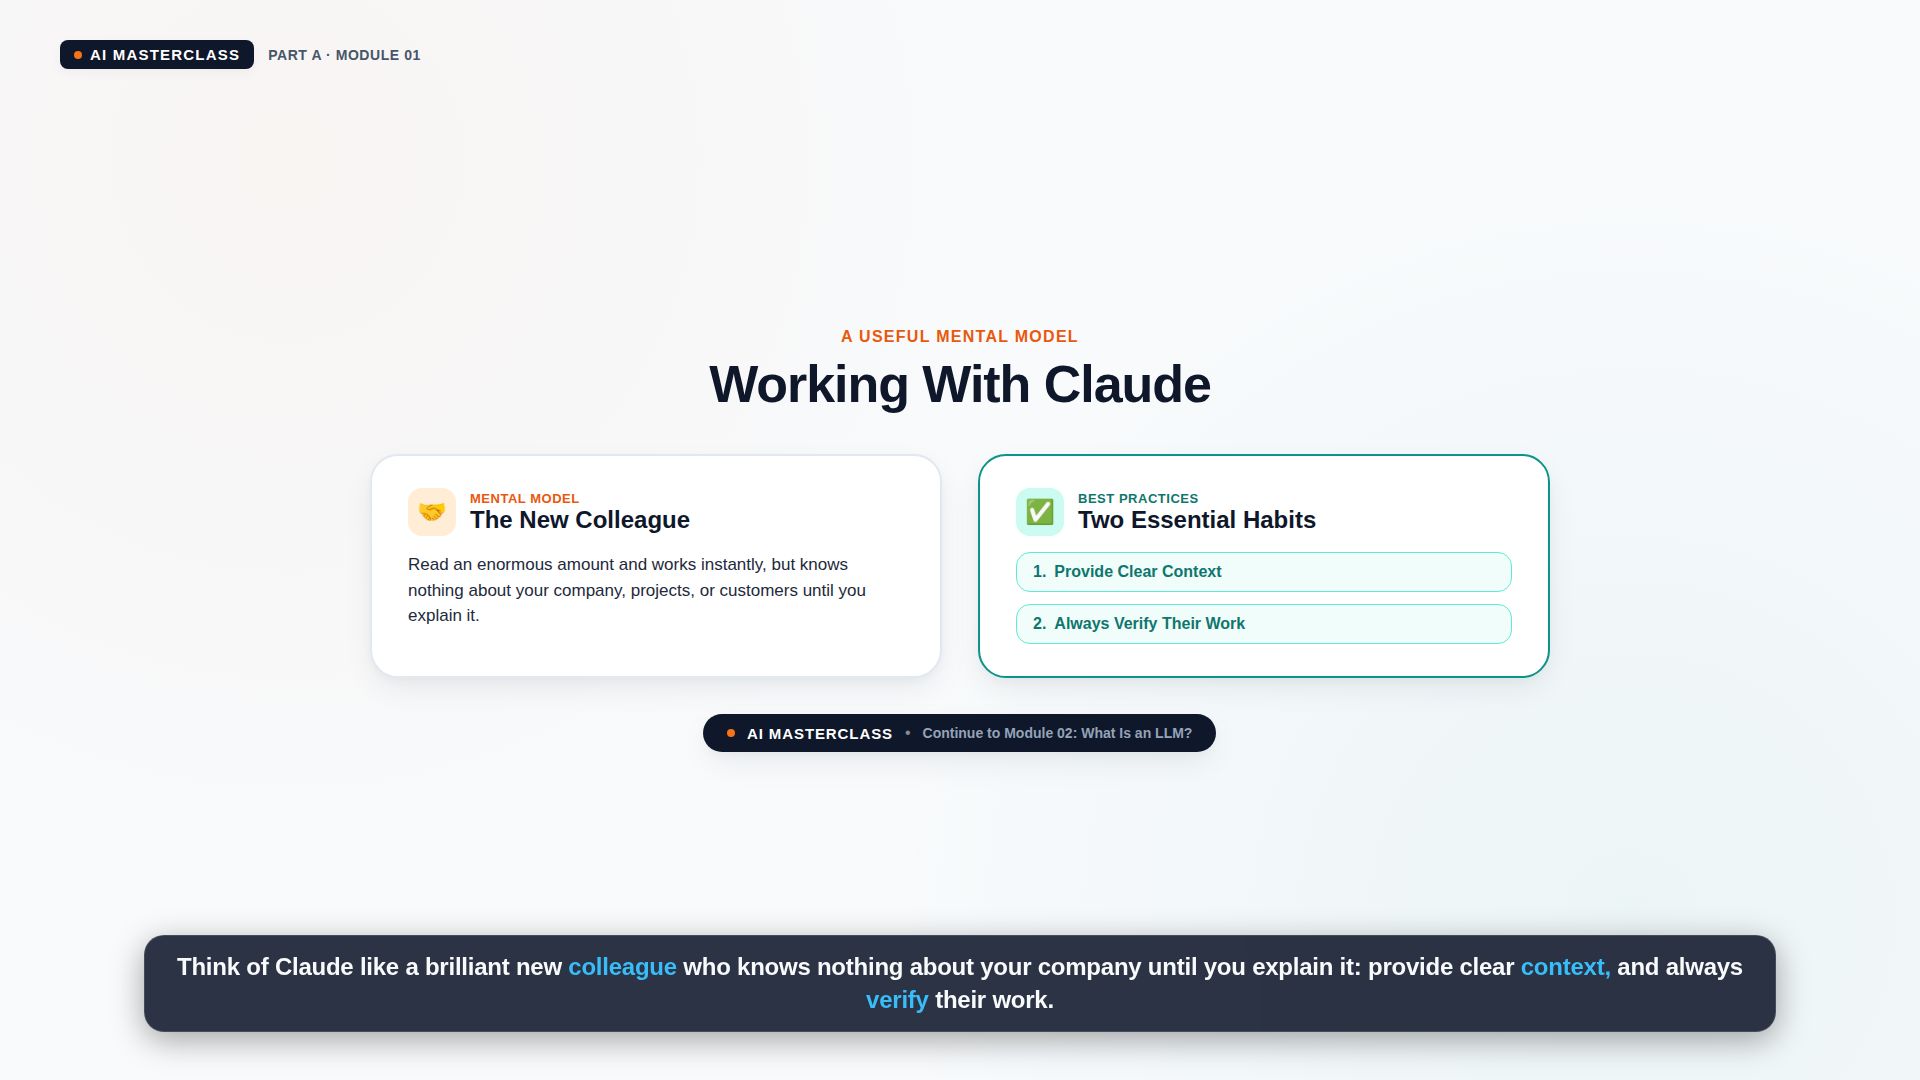 AI MASTERCLASS
PART A · MODULE 01
A USEFUL MENTAL MODEL
Working With Claude
MENTAL MODEL
The New Colleague
Read an enormous amount and works instantly, but knows
nothing about your company, projects, or customers until you
explain it.
BEST PRACTICES
Two Essential Habits
1. Provide Clear Context
2. Always Verify Their Work
AI MASTERCLASS • Continue to Module 02: What Is an LLM?
Think of Claude like a brilliant new colleague who knows nothing about your company until you explain it: provide clear context, and always
verify their work.